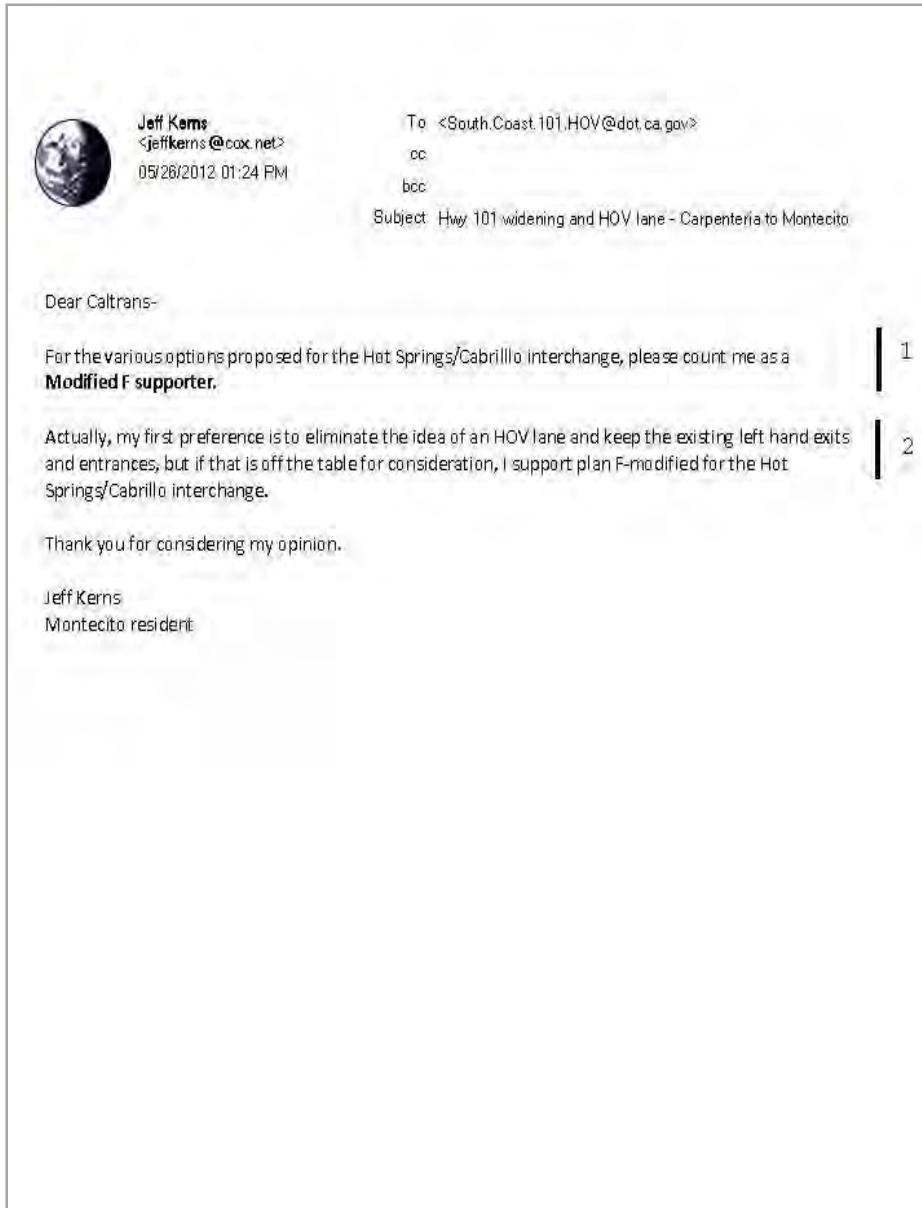 Jeff Kerns
<jeffkerns@cox.net>
05/26/2012 01:24 PM
To <South.Coast.101.HOV@dot.ca.gov>
cc
bcc
Subject Hwy 101 widening and HOV lane - Carpenteria to Montecito
Dear Caltrans-
For the various options proposed for the Hot Springs/Cabrilllo interchange, please count me as a
Modified F supporter.
1
Actually, my first preference is to eliminate the idea of an HOV lane and keep the existing left hand exits
and entrances, but if that is off the table for consideration, I support plan F-modified for the Hot
Springs/Cabrillo interchange.
2
Thank you for considering my opinion.
Jeff Kerns
Montecito resident